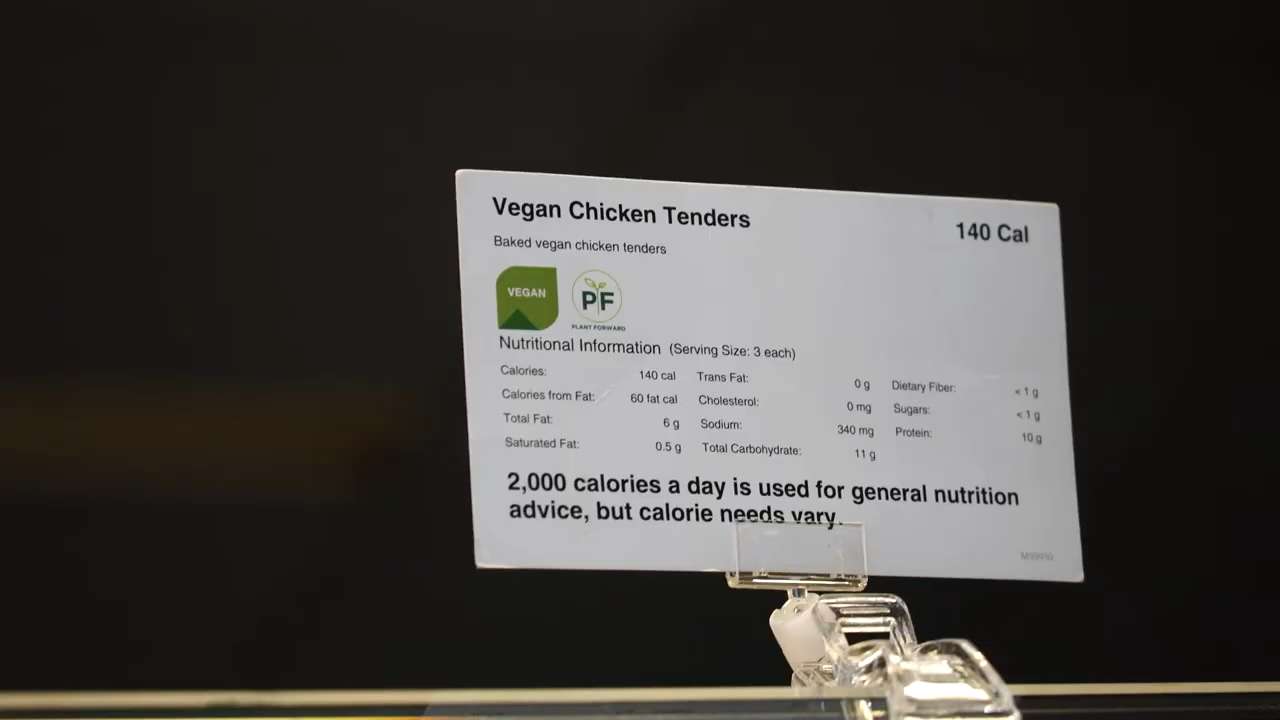 Vegan Chicken Tenders
140 Cal
Baked vegan chicken tenders
VEGAN
PF
PLANT FORWARD
Nutritional Information (Serving Size: 3 each)
Calories: 140 cal
Calories from Fat: 60 fat cal
Total Fat: 6 g
Saturated Fat: 0.5 g
Trans Fat: 0 g
Cholesterol: 0 mg
Sodium: 340 mg
Total Carbohydrate: 11 g
Dietary Fiber: < 1 g
Sugars: < 1 g
Protein: 10 g
2,000 calories a day is used for general nutrition
advice, but calorie needs vary.